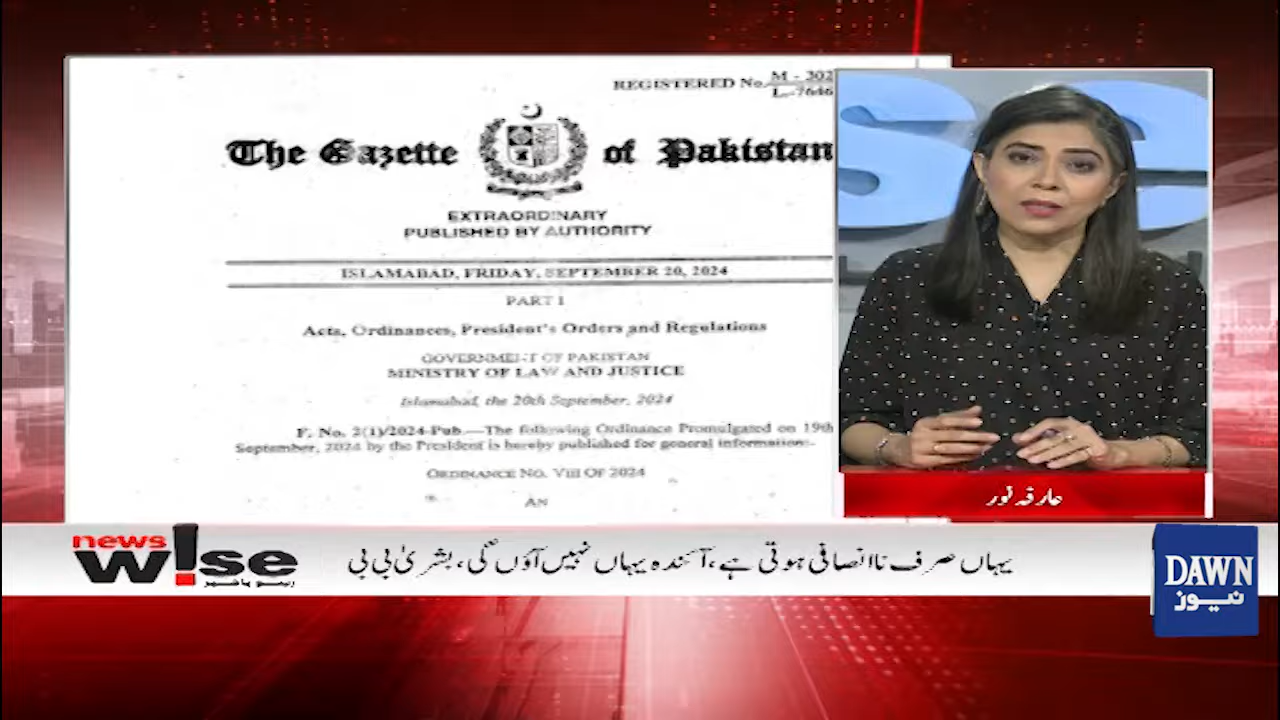 REGISTERED No. M - 302
L.-7646
The Gazette of Pakistan
EXTRAORDINARY
PUBLISHED BY AUTHORITY
ISLAMABAD, FRIDAY, SEPTEMBER 20, 2024
PART I
Acts, Ordinances, President's Orders and Regulations
GOVERNMENT OF PAKISTAN
MINISTRY OF LAW AND JUSTICE
Islamabad, the 20th September, 2024
F. No. 2(1)/2024-Pub.—The following Ordinance Promulgated on 19th
September, 2024 by the President is hereby published for general information:-
ORDINANCE NO. VIII OF 2024
AN
SC
عارفہ نور
news
w!se
یہاں صرف ناانصافی ہوتی ہے، آئندہ یہاں نہیں آؤں گی، بشریٰ بی بی
DAWN
نیوز